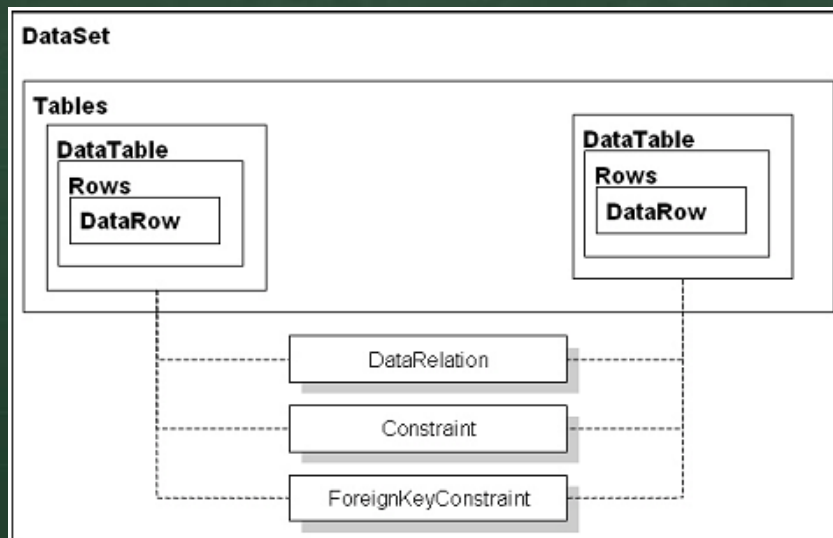 DataSet
Tables
DataTable
Rows
DataRow
DataTable
Rows
DataRow
DataRelation
Constraint
ForeignKeyConstraint